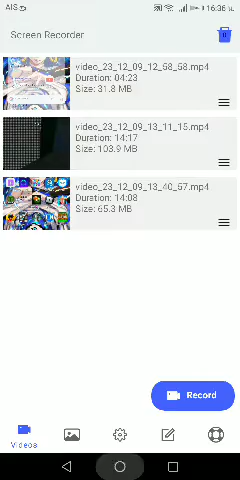 AIS
16:36 น.
Screen Recorder
video_23_12_09_12_58_58.mp4
Duration: 04:23
Size: 31.8 MB
video_23_12_09_13_11_15.mp4
Duration: 14:17
Size: 103.9 MB
video_23_12_09_13_40_57.mp4
Duration: 14:08
Size: 65.3 MB
Record
Videos